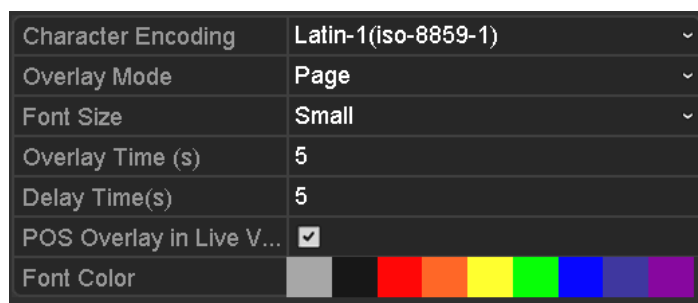 Character Encoding Latin-1(iso-8859-1)
Overlay Mode Page
Font Size Small
Overlay Time (s) 5
Delay Time(s) 5
POS Overlay in Live V...
Font Color